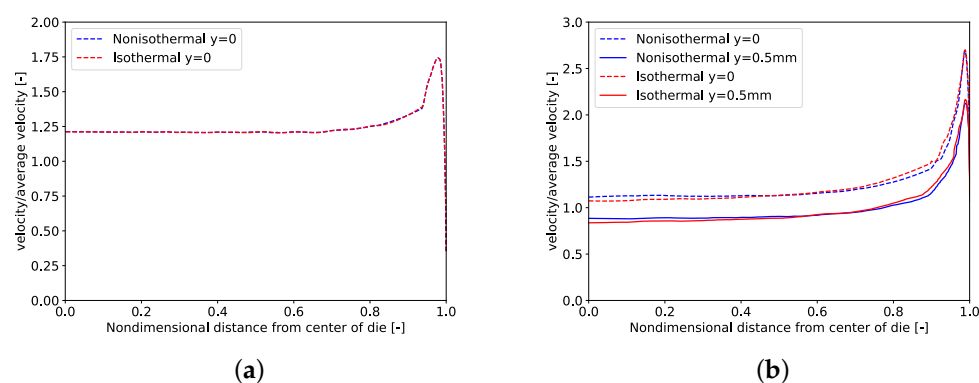 2.00
1.75
1.50
1.25
1.00
0.75
0.50
0.25
0.00
velocity/average velocity [-]
Nonisothermal y=0
Isothermal y=0
0.0 0.2 0.4 0.6 0.8 1.0
Nondimensional distance from center of die [-]
(a)
3.0
2.5
2.0
1.5
1.0
0.5
0.0
velocity/average velocity [-]
Nonisothermal y=0
Nonisothermal y=0.5mm
Isothermal y=0
Isothermal y=0.5mm
0.0 0.2 0.4 0.6 0.8 1.0
Nondimensional distance from center of die [-]
(b)